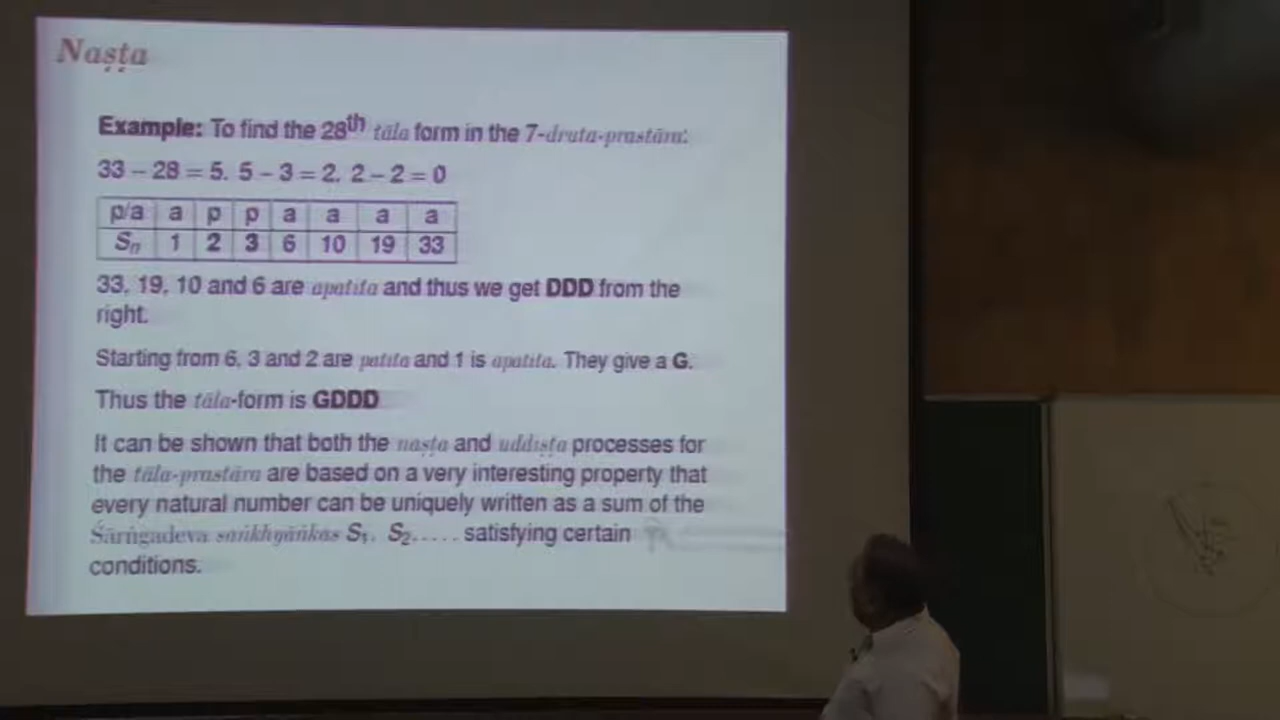 Naṣṭa
Example: To find the 28th tāla form in the 7-druta-prastāra:
33 − 28 = 5. 5 − 3 = 2. 2 − 2 = 0
p/a a p p a a a a
Sn 1 2 3 6 10 19 33
33, 19, 10 and 6 are apatita and thus we get DDD from the
right.
Starting from 6, 3 and 2 are patita and 1 is apatita. They give a G.
Thus the tāla-form is GDDD
It can be shown that both the naṣṭa and uddiṣṭa processes for
the tāla-prastāra are based on a very interesting property that
every natural number can be uniquely written as a sum of the
Śārṅgadeva saṅkhyāṅkas S1, S2..... satisfying certain
conditions.